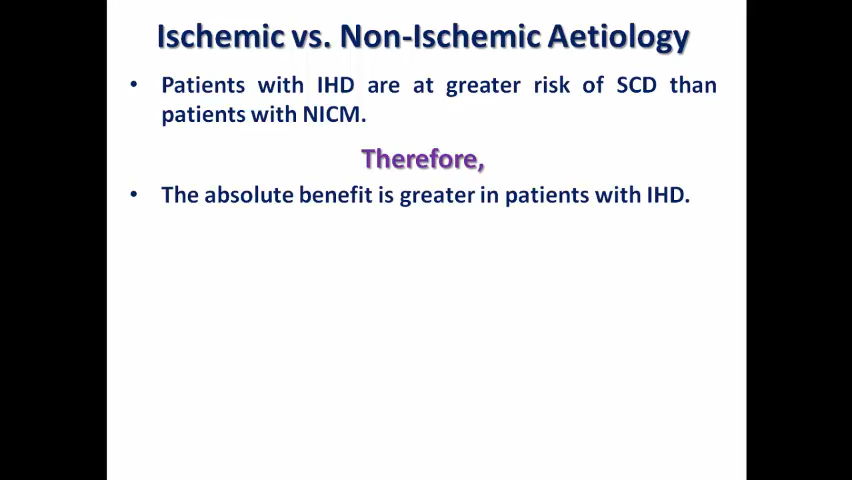 Ischemic vs. Non-Ischemic Aetiology
• Patients with IHD are at greater risk of SCD than
patients with NICM.
Therefore,
• The absolute benefit is greater in patients with IHD.